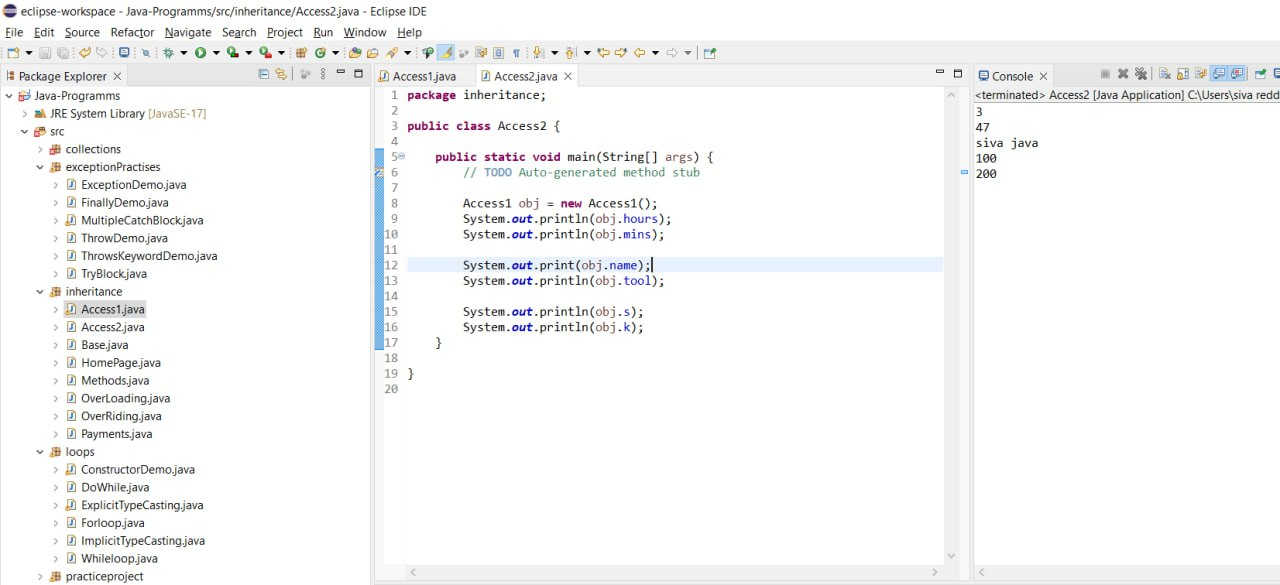 eclipse-workspace - Java-Programms/src/inheritance/Access2.java - Eclipse IDE
File Edit Source Refactor Navigate Search Project Run Window Help
Package Explorer
Java-Programms
JRE System Library [JavaSE-17]
src
collections
exceptionPractises
ExceptionDemo.java
FinallyDemo.java
MultipleCatchBlock.java
ThrowDemo.java
ThrowsKeywordDemo.java
TryBlock.java
inheritance
Access1.java
Access2.java
Base.java
HomePage.java
Methods.java
OverLoading.java
OverRiding.java
Payments.java
loops
ConstructorDemo.java
DoWhile.java
ExplicitTypeCasting.java
Forloop.java
ImplicitTypeCasting.java
Whileloop.java
practiceproject
Access1.java Access2.java
1 package inheritance;
2
3 public class Access2 {
4
5 public static void main(String[] args) {
6 // TODO Auto-generated method stub
7
8 Access1 obj = new Access1();
9 System.out.println(obj.hours);
10 System.out.println(obj.mins);
11
12 System.out.print(obj.name);
13 System.out.println(obj.tool);
14
15 System.out.println(obj.s);
16 System.out.println(obj.k);
17 }
18
19 }
20
Console
<terminated> Access2 [Java Application] C:\Users\siva redd
3
47
siva java
100
200